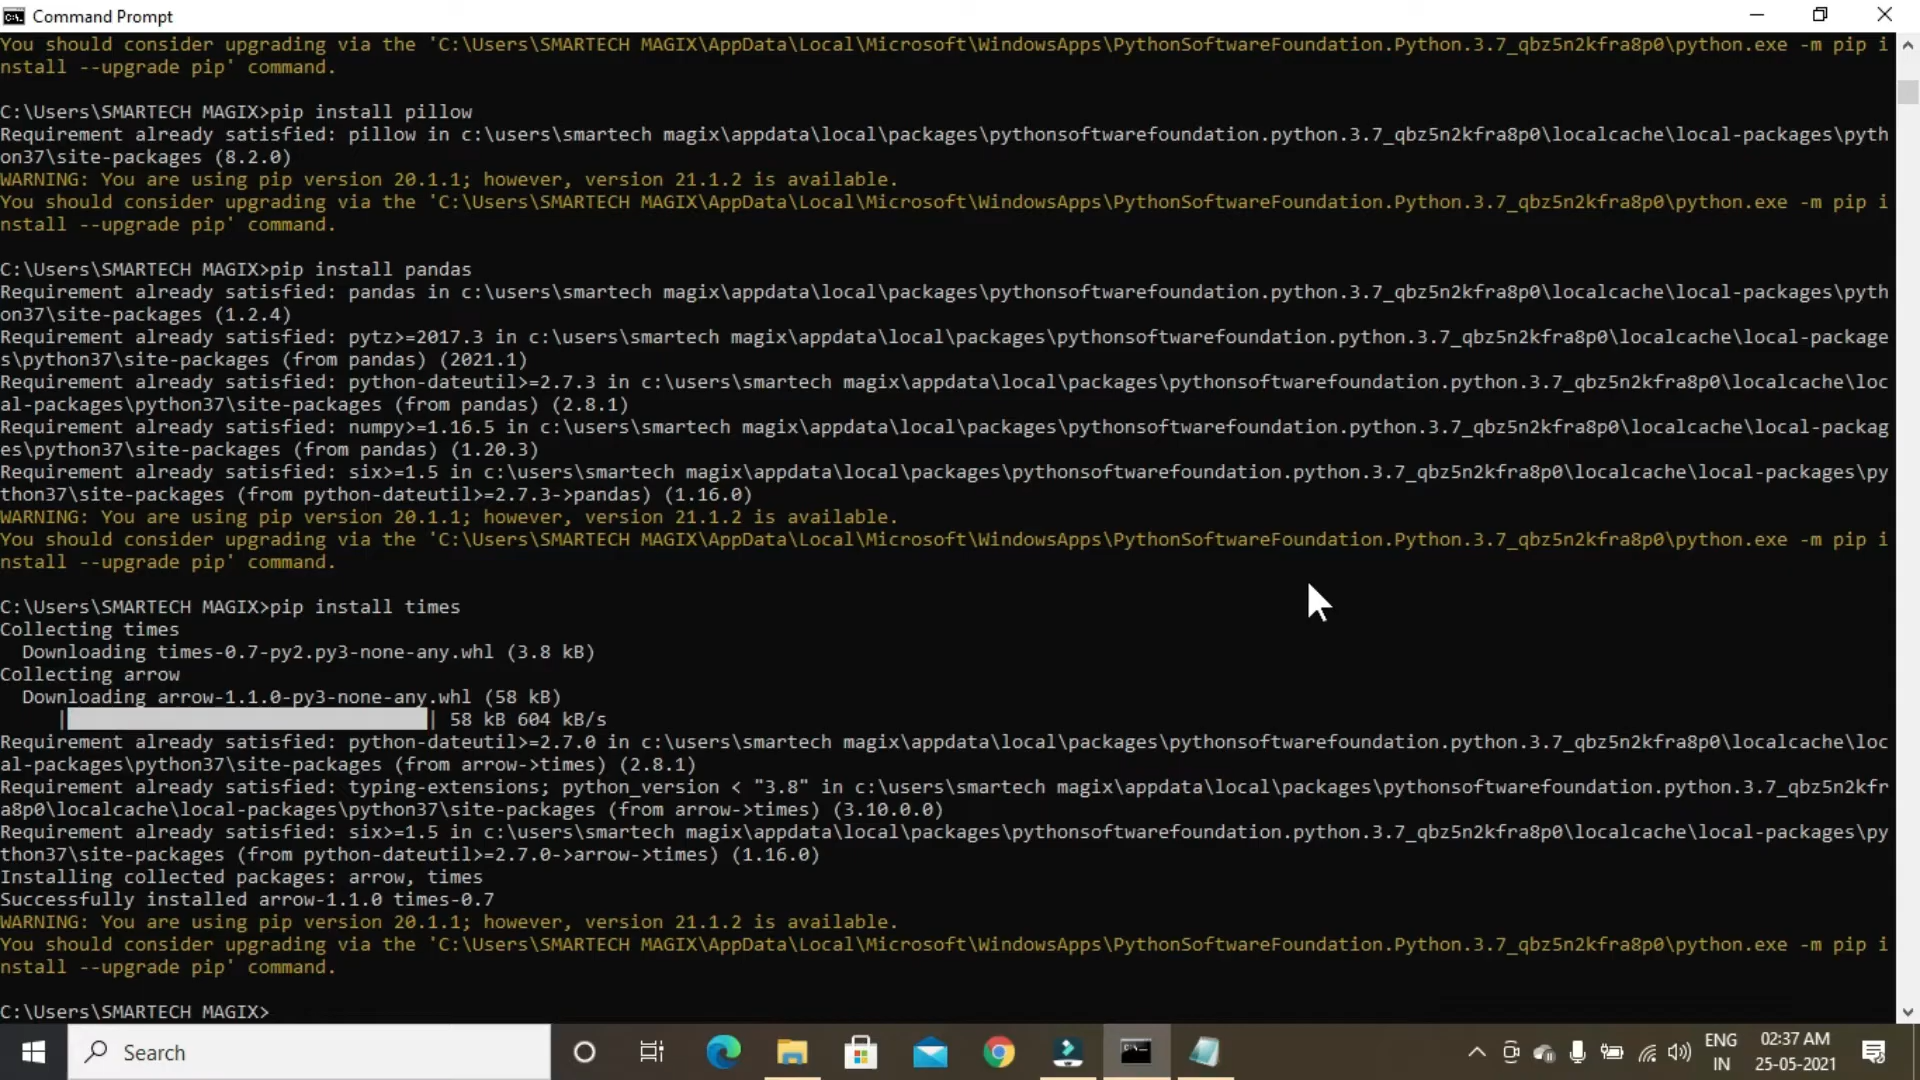 Command Prompt
You should consider upgrading via the 'C:\Users\SMARTECH MAGIX\AppData\Local\Microsoft\WindowsApps\PythonSoftwareFoundation.Python.3.7_qbz5n2kfra8p0\python.exe -m pip i
nstall --upgrade pip' command.
C:\Users\SMARTECH MAGIX>pip install pillow
Requirement already satisfied: pillow in c:\users\smartech magix\appdata\local\packages\pythonsoftwarefoundation.python.3.7_qbz5n2kfra8p0\localcache\local-packages\pyth
on37\site-packages (8.2.0)
WARNING: You are using pip version 20.1.1; however, version 21.1.2 is available.
You should consider upgrading via the 'C:\Users\SMARTECH MAGIX\AppData\Local\Microsoft\WindowsApps\PythonSoftwareFoundation.Python.3.7_qbz5n2kfra8p0\python.exe -m pip i
nstall --upgrade pip' command.
C:\Users\SMARTECH MAGIX>pip install pandas
Requirement already satisfied: pandas in c:\users\smartech magix\appdata\local\packages\pythonsoftwarefoundation.python.3.7_qbz5n2kfra8p0\localcache\local-packages\pyth
on37\site-packages (1.2.4)
Requirement already satisfied: pytz>=2017.3 in c:\users\smartech magix\appdata\local\packages\pythonsoftwarefoundation.python.3.7_qbz5n2kfra8p0\localcache\local-package
s\python37\site-packages (from pandas) (2021.1)
Requirement already satisfied: python-dateutil>=2.7.3 in c:\users\smartech magix\appdata\local\packages\pythonsoftwarefoundation.python.3.7_qbz5n2kfra8p0\localcache\loc
al-packages\python37\site-packages (from pandas) (2.8.1)
Requirement already satisfied: numpy>=1.16.5 in c:\users\smartech magix\appdata\local\packages\pythonsoftwarefoundation.python.3.7_qbz5n2kfra8p0\localcache\local-packag
es\python37\site-packages (from pandas) (1.20.3)
Requirement already satisfied: six>=1.5 in c:\users\smartech magix\appdata\local\packages\pythonsoftwarefoundation.python.3.7_qbz5n2kfra8p0\localcache\local-packages\py
thon37\site-packages (from python-dateutil>=2.7.3->pandas) (1.16.0)
WARNING: You are using pip version 20.1.1; however, version 21.1.2 is available.
You should consider upgrading via the 'C:\Users\SMARTECH MAGIX\AppData\Local\Microsoft\WindowsApps\PythonSoftwareFoundation.Python.3.7_qbz5n2kfra8p0\python.exe -m pip i
nstall --upgrade pip' command.
C:\Users\SMARTECH MAGIX>pip install times
Collecting times
Downloading times-0.7-py2.py3-none-any.whl (3.8 kB)
Collecting arrow
Downloading arrow-1.1.0-py3-none-any.whl (58 kB)
| | 58 kB 604 kB/s
Requirement already satisfied: python-dateutil>=2.7.0 in c:\users\smartech magix\appdata\local\packages\pythonsoftwarefoundation.python.3.7_qbz5n2kfra8p0\localcache\loc
al-packages\python37\site-packages (from arrow->times) (2.8.1)
Requirement already satisfied: typing-extensions; python_version < "3.8" in c:\users\smartech magix\appdata\local\packages\pythonsoftwarefoundation.python.3.7_qbz5n2kfr
a8p0\localcache\local-packages\python37\site-packages (from arrow->times) (3.10.0.0)
Requirement already satisfied: six>=1.5 in c:\users\smartech magix\appdata\local\packages\pythonsoftwarefoundation.python.3.7_qbz5n2kfra8p0\localcache\local-packages\py
thon37\site-packages (from python-dateutil>=2.7.0->arrow->times) (1.16.0)
Installing collected packages: arrow, times
Successfully installed arrow-1.1.0 times-0.7
WARNING: You are using pip version 20.1.1; however, version 21.1.2 is available.
You should consider upgrading via the 'C:\Users\SMARTECH MAGIX\AppData\Local\Microsoft\WindowsApps\PythonSoftwareFoundation.Python.3.7_qbz5n2kfra8p0\python.exe -m pip i
nstall --upgrade pip' command.
C:\Users\SMARTECH MAGIX>
Search
ENG
IN
02:37 AM
25-05-2021